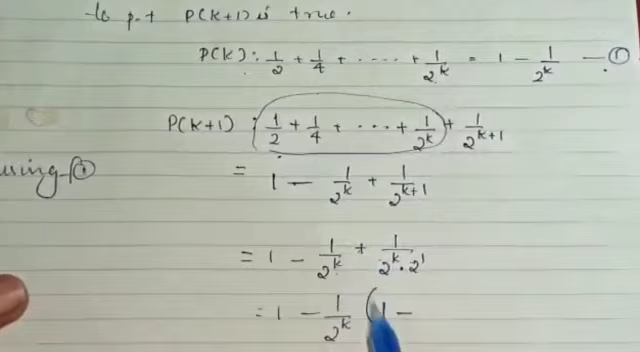 to p.t P(k+1) is true.
P(k) : 1/2 + 1/4 + ..... + 1/2^k = 1 - 1/2^k — ①
P(k+1) : 1/2 + 1/4 + ... + 1/2^k + 1/2^(k+1)
using ① = 1 - 1/2^k + 1/2^(k+1)
= 1 - 1/2^k + 1/(2^k . 2^1)
= 1 - 1/2^k (1 -